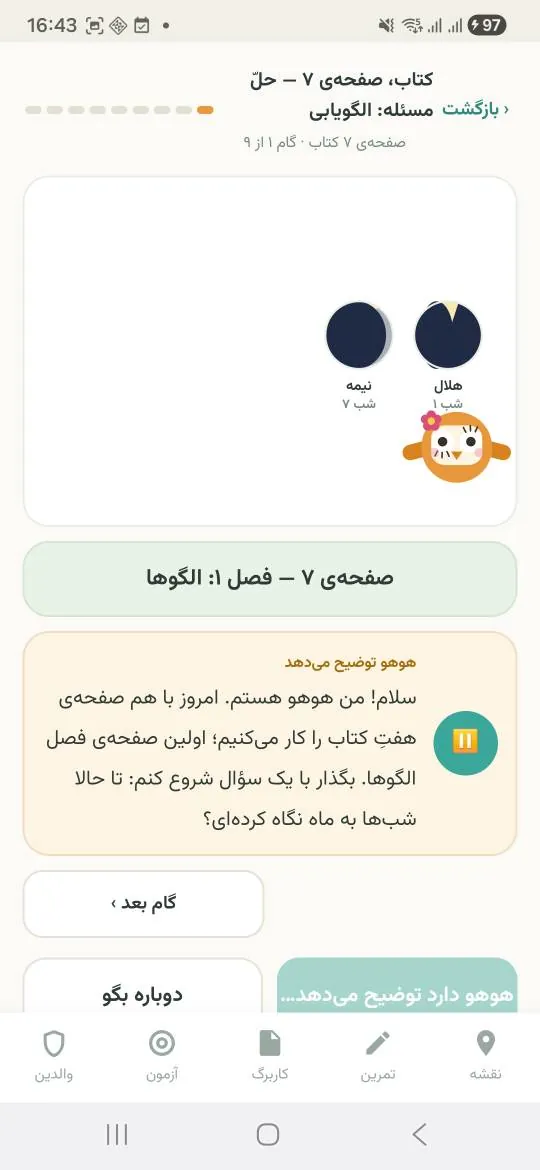 16:43
97
‹ بازگشت
کتاب، صفحه‌ی ۷ — حلّ
مسئله: الگویابی
صفحه‌ی ۷ کتاب · گام ۱ از ۹
هلال
شب ۱
نیمه
شب ۷
صفحه‌ی ۷ — فصل ۱: الگوها
هوهو توضیح می‌دهد
سلام! من هوهو هستم. امروز با هم صفحه‌ی
هفتِ کتاب را کار می‌کنیم؛ اولین صفحه‌ی فصل
الگوها. بگذار با یک سؤال شروع کنم: تا حالا
شب‌ها به ماه نگاه کرده‌ای؟
گام بعد ›
هوهو دارد توضیح می‌دهد...
دوباره بگو
نقشه
تمرین
کاربرگ
آزمون
والدین